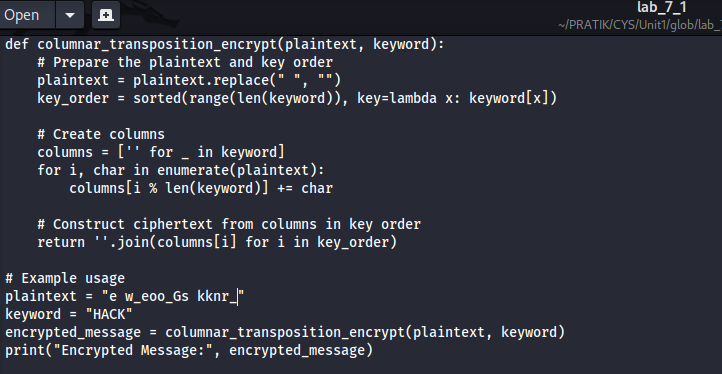 Open
lab_7_1
~/PRATIK/CYS/Unit1/glob/lab_7
def columnar_transposition_encrypt(plaintext, keyword):
    # Prepare the plaintext and key order
    plaintext = plaintext.replace(" ", "")
    key_order = sorted(range(len(keyword)), key=lambda x: keyword[x])

    # Create columns
    columns = ['' for _ in keyword]
    for i, char in enumerate(plaintext):
        columns[i % len(keyword)] += char

    # Construct ciphertext from columns in key order
    return ''.join(columns[i] for i in key_order)

# Example usage
plaintext = "e w_eoo_Gs kknr_"
keyword = "HACK"
encrypted_message = columnar_transposition_encrypt(plaintext, keyword)
print("Encrypted Message:", encrypted_message)